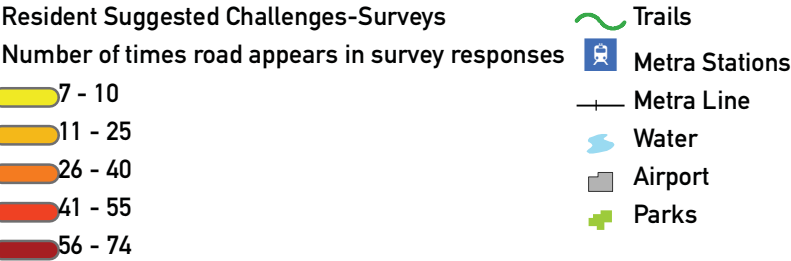 Resident Suggested Challenges-Surveys
Number of times road appears in survey responses
7 - 10
11 - 25
26 - 40
41 - 55
56 - 74
Trails
Metra Stations
Metra Line
Water
Airport
Parks